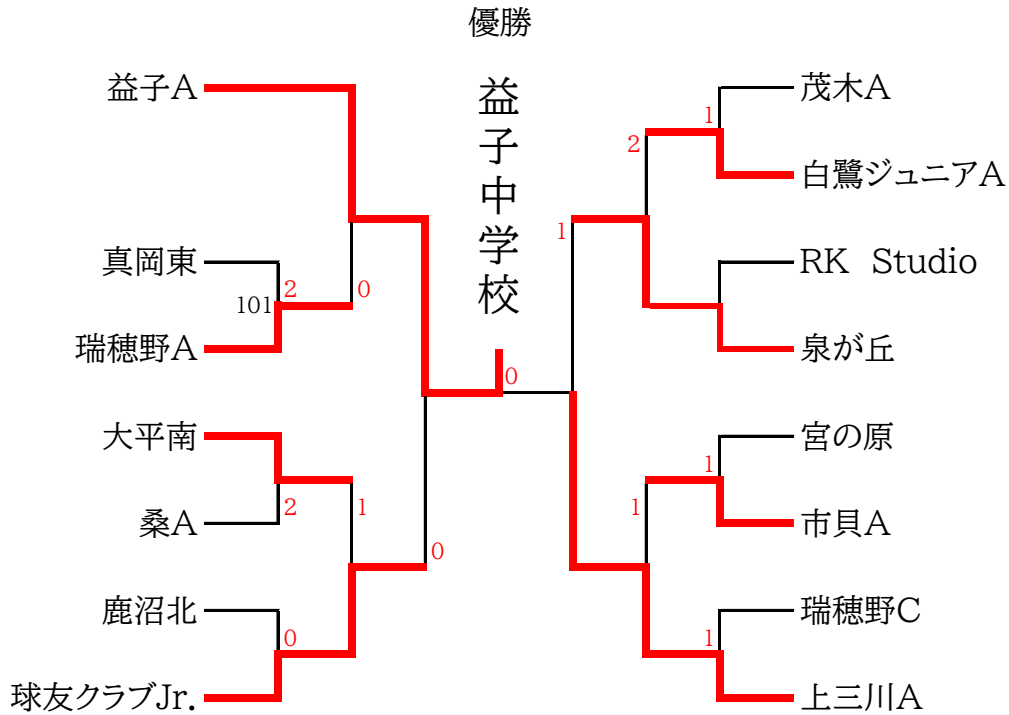 優勝
益子中学校
益子A
真岡東
101
2
0
瑞穂野A
大平南
2
1
桑A
0
鹿沼北
0
球友クラブJr.
0
茂木A
1
2
白鷺ジュニアA
1
RK Studio
泉が丘
宮の原
1
1
市貝A
瑞穂野C
1
上三川A